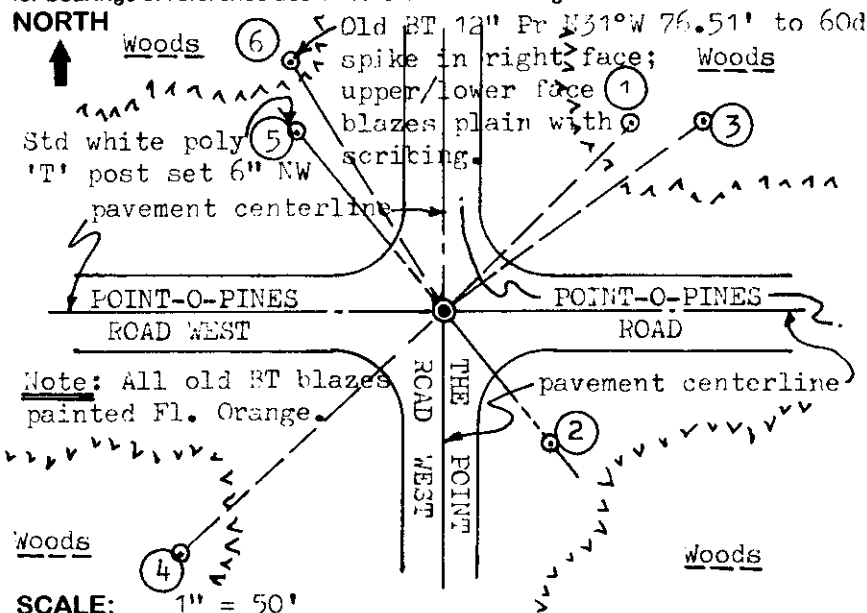 NORTH
Woods
6
Old BT 12" Pr N31°W 76.51' to 60d
spike in right face;
upper/lower face
blazes plain with
scribing.
Woods
1
3
5
Std white poly
'T' post set 6" NW
pavement centerline
POINT-O-PINES
ROAD WEST
POINT-O-PINES
ROAD
Note: All old BT blazes
painted Fl. Orange.
THE POINT
ROAD WEST
pavement centerline
2
Woods
4
Woods
SCALE: 1" = 50'